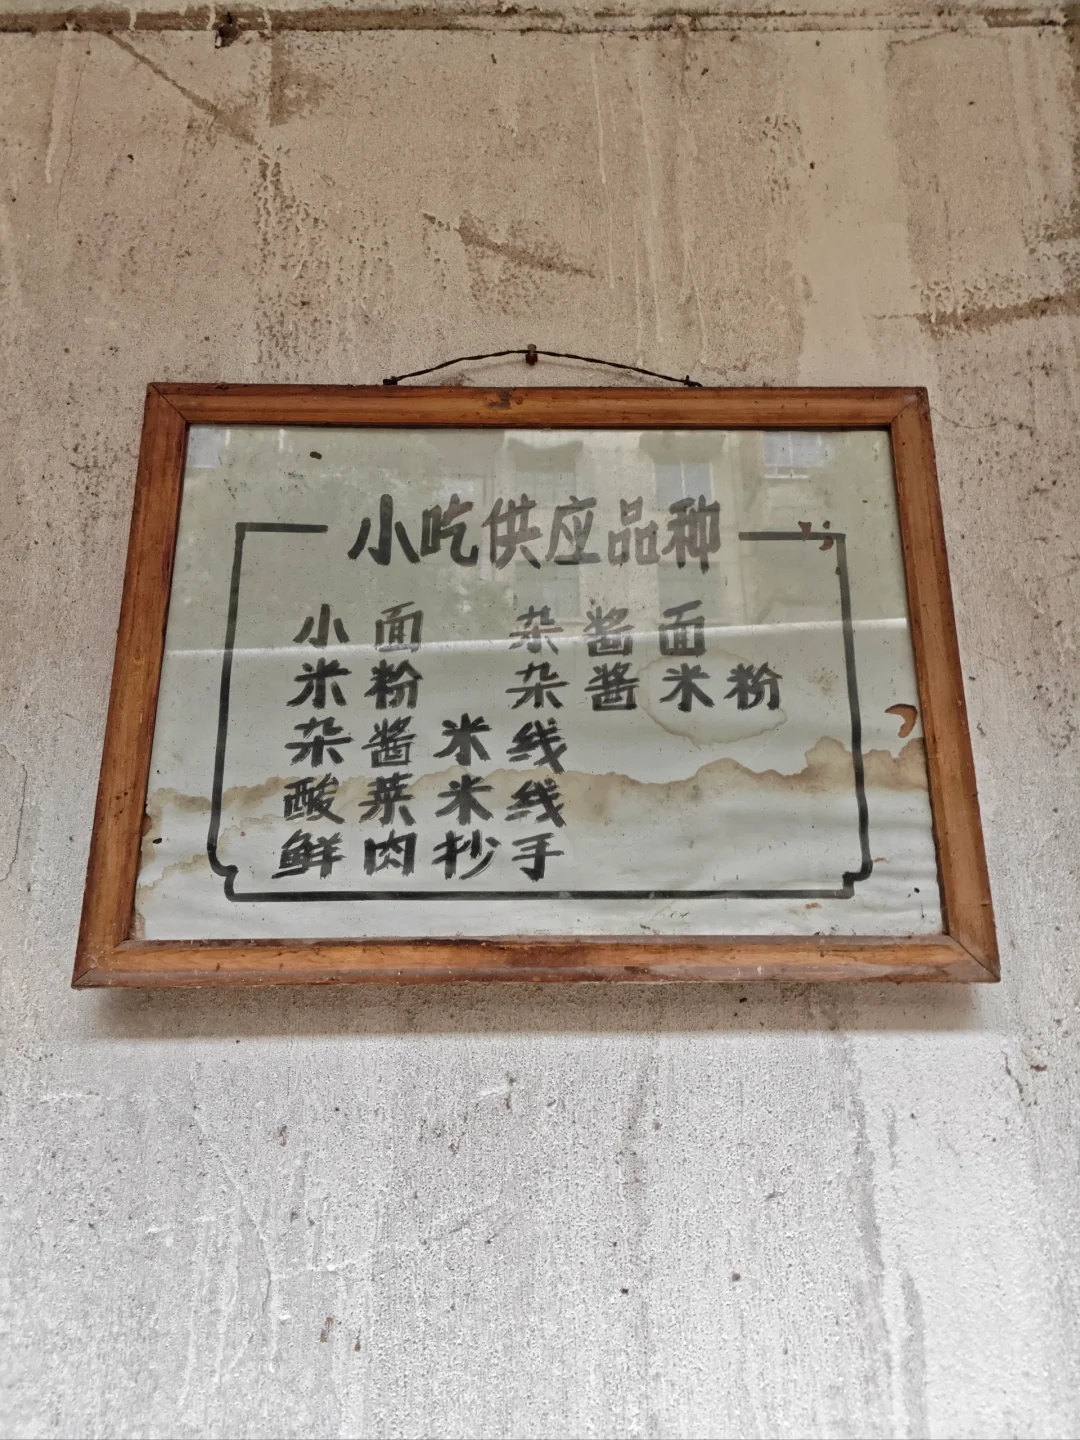 小吃供应品种
小面 杂酱面
米粉 杂酱米粉
杂酱米线
酸菜米线
鲜肉抄手